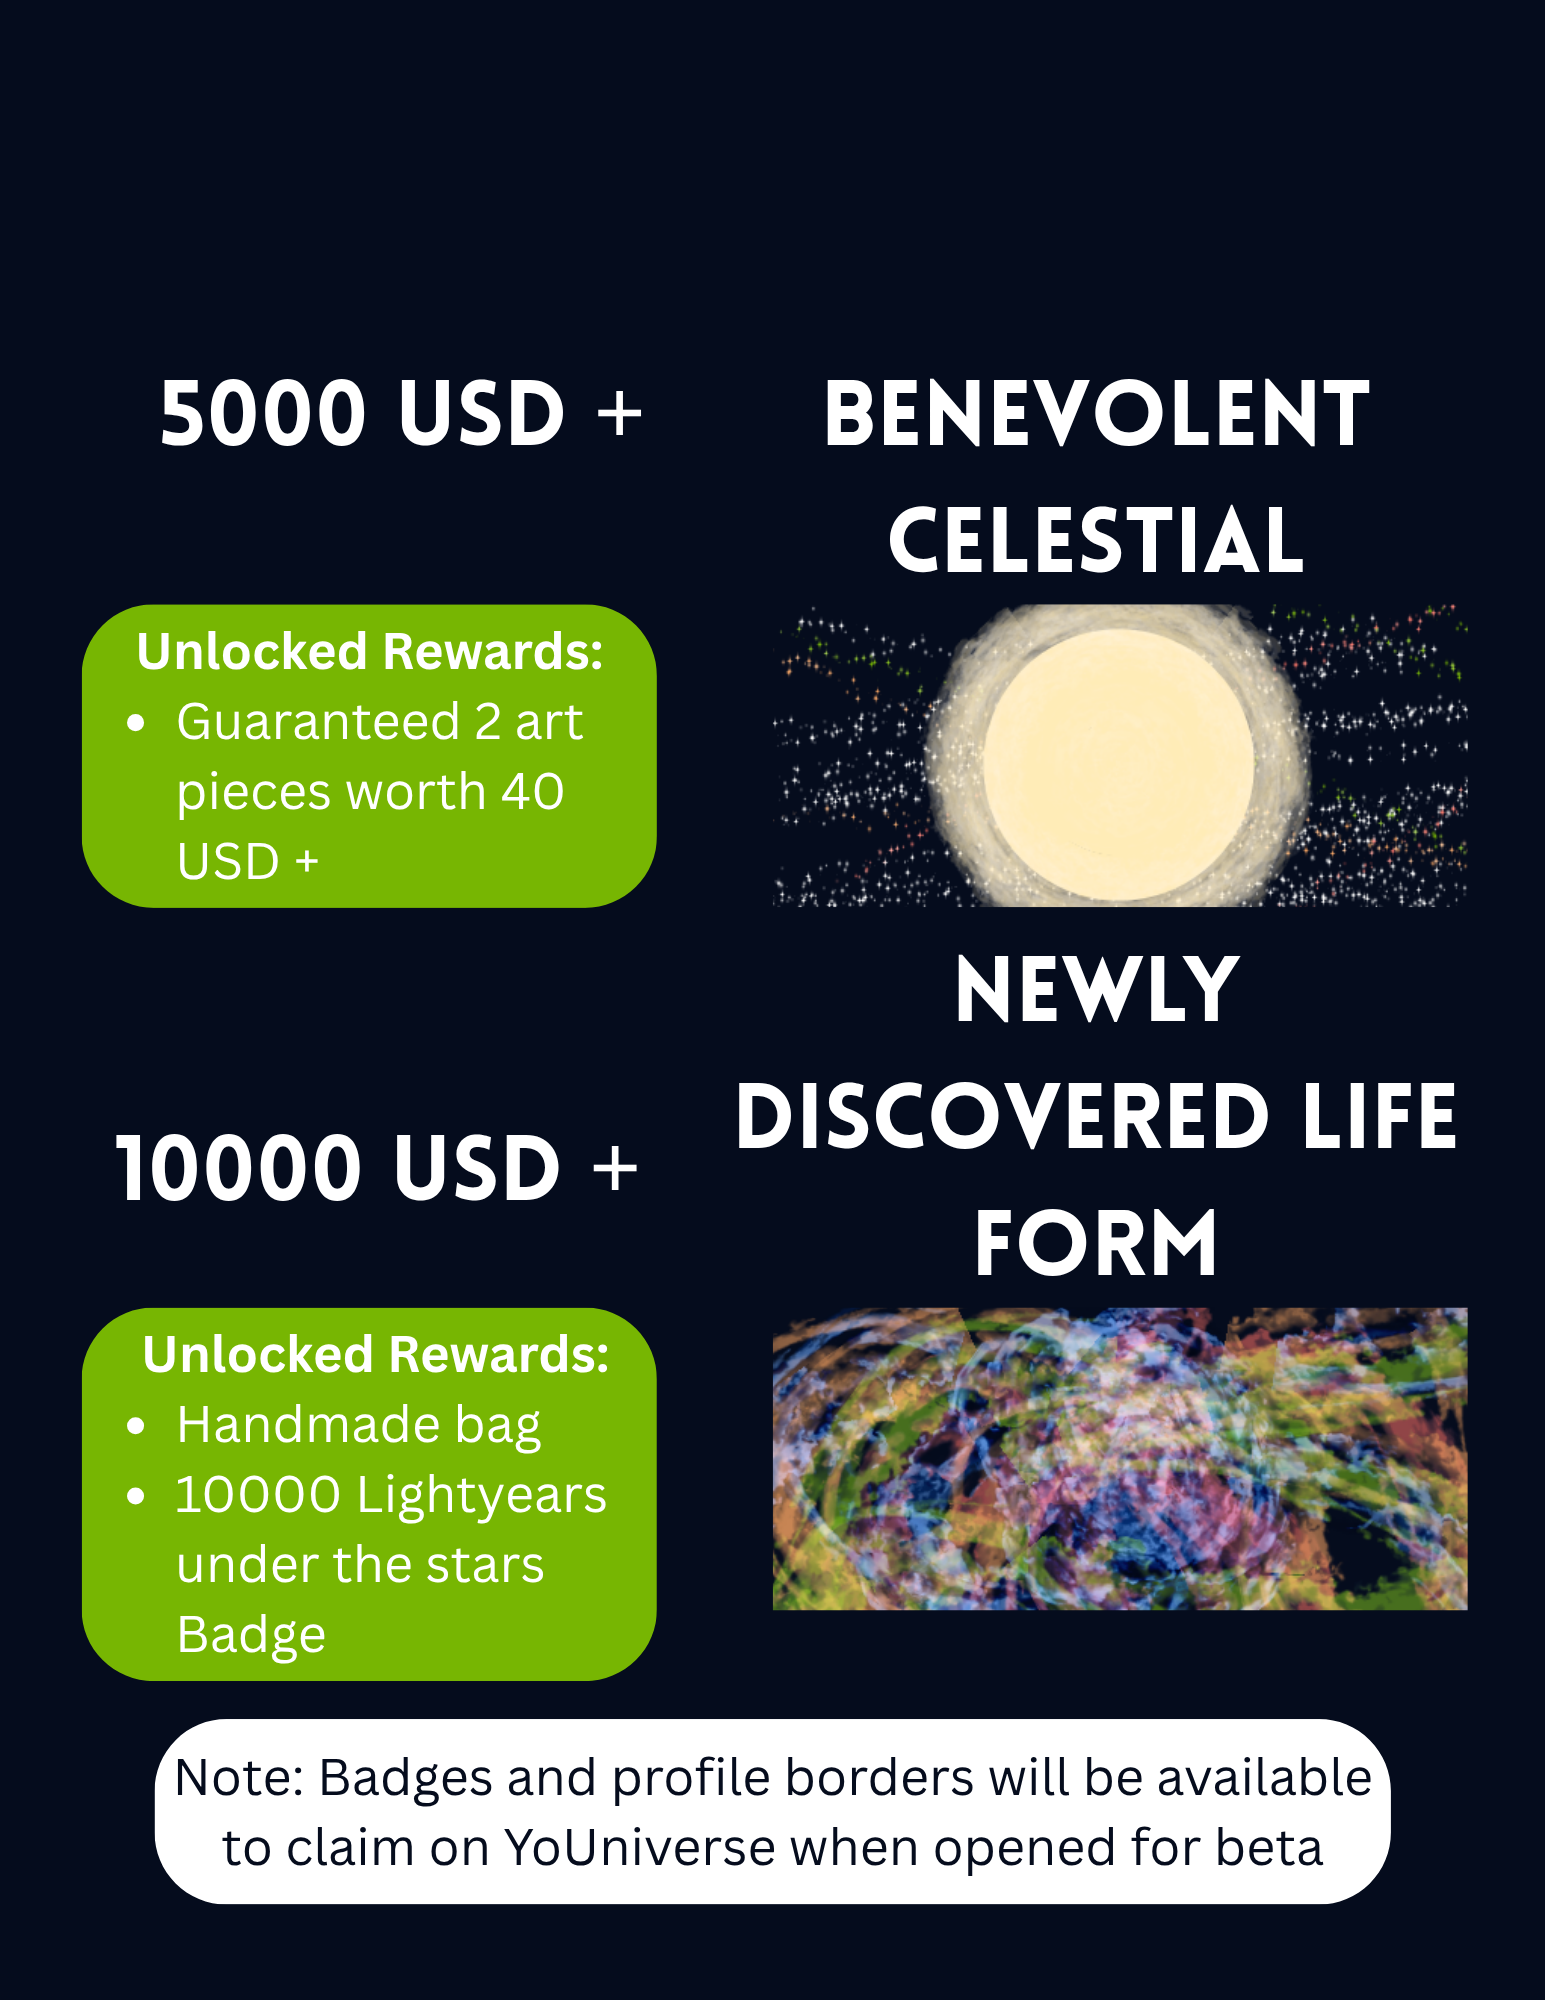 5000 USD +
BENEVOLENT
CELESTIAL
Unlocked Rewards:
• Guaranteed 2 art
pieces worth 40
USD +
10000 USD +
NEWLY
DISCOVERED LIFE
FORM
Unlocked Rewards:
• Handmade bag
• 10000 Lightyears
under the stars
Badge
Note: Badges and profile borders will be available
to claim on YoUniverse when opened for beta